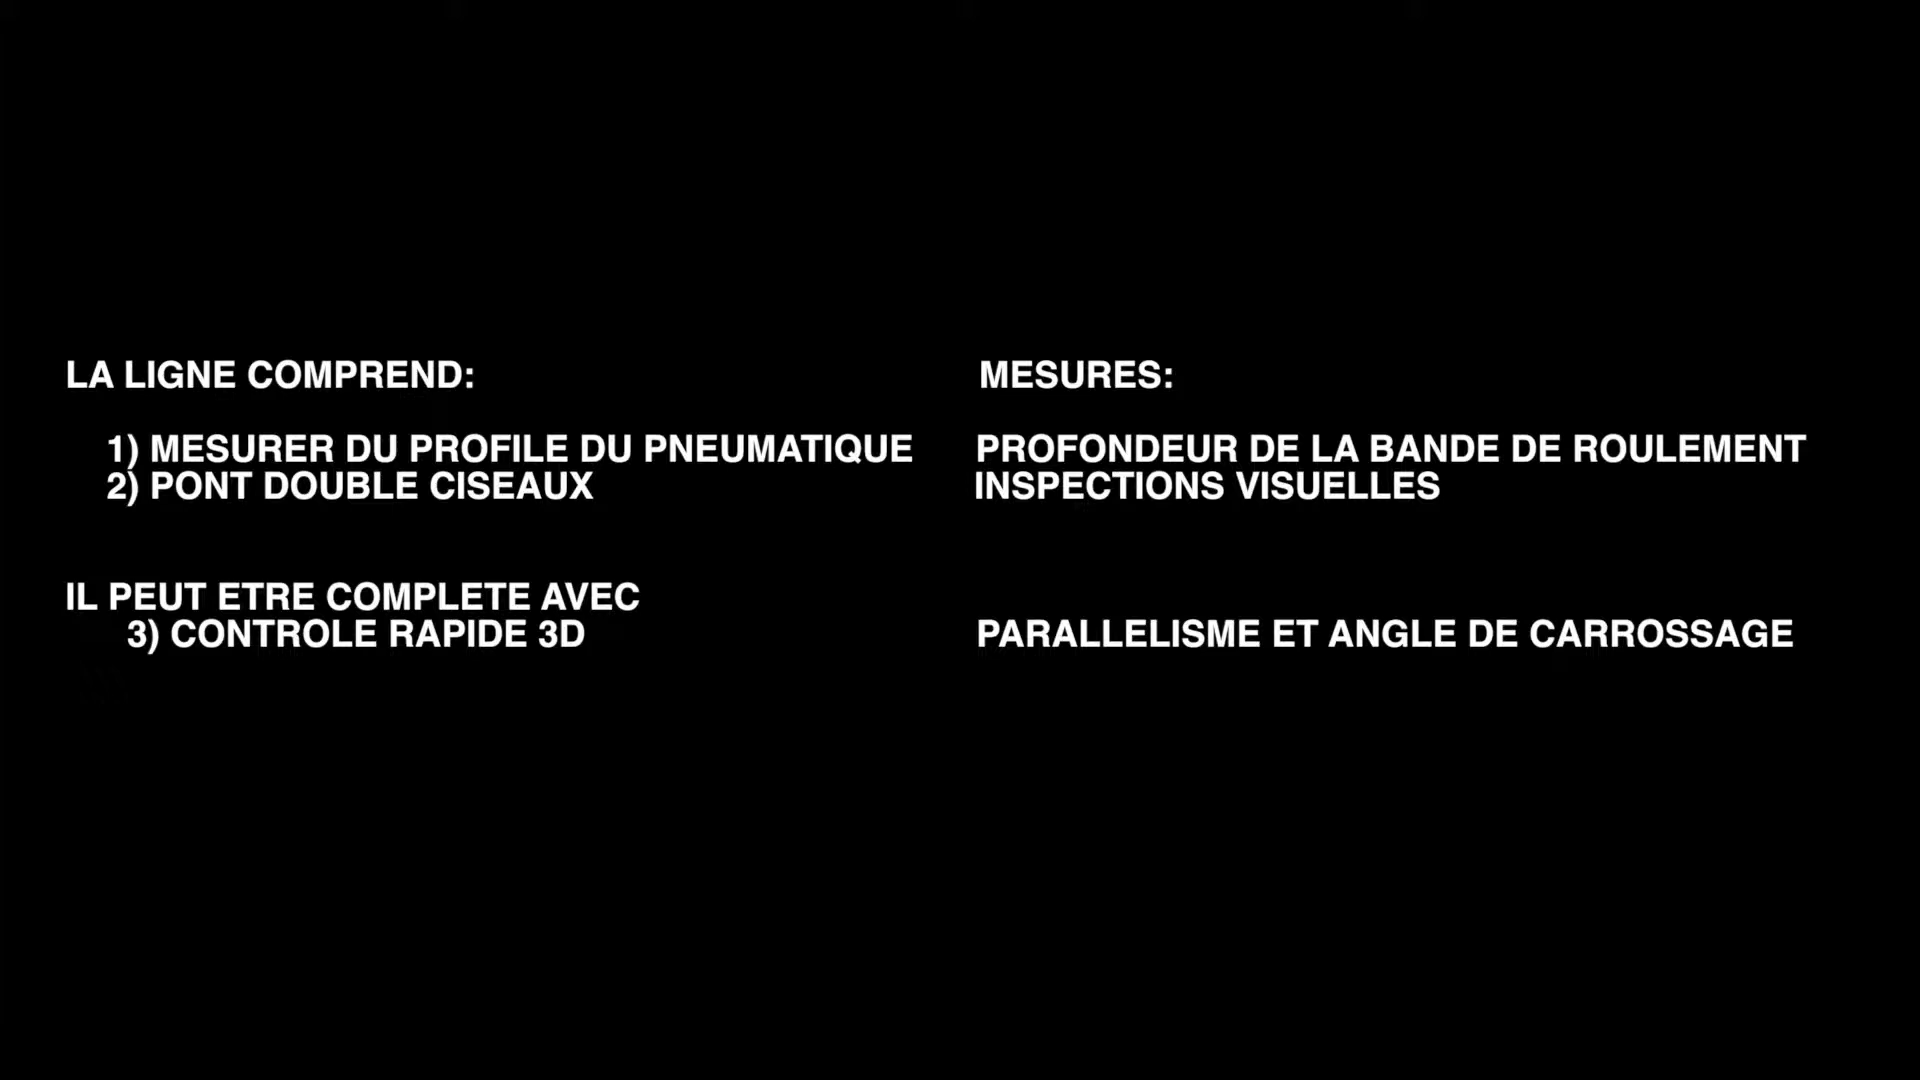 LA LIGNE COMPREND:
MESURES:
1) MESURER DU PROFILE DU PNEUMATIQUE
PROFONDEUR DE LA BANDE DE ROULEMENT
2) PONT DOUBLE CISEAUX
INSPECTIONS VISUELLES
IL PEUT ETRE COMPLETE AVEC
3) CONTROLE RAPIDE 3D
PARALLELISME ET ANGLE DE CARROSSAGE